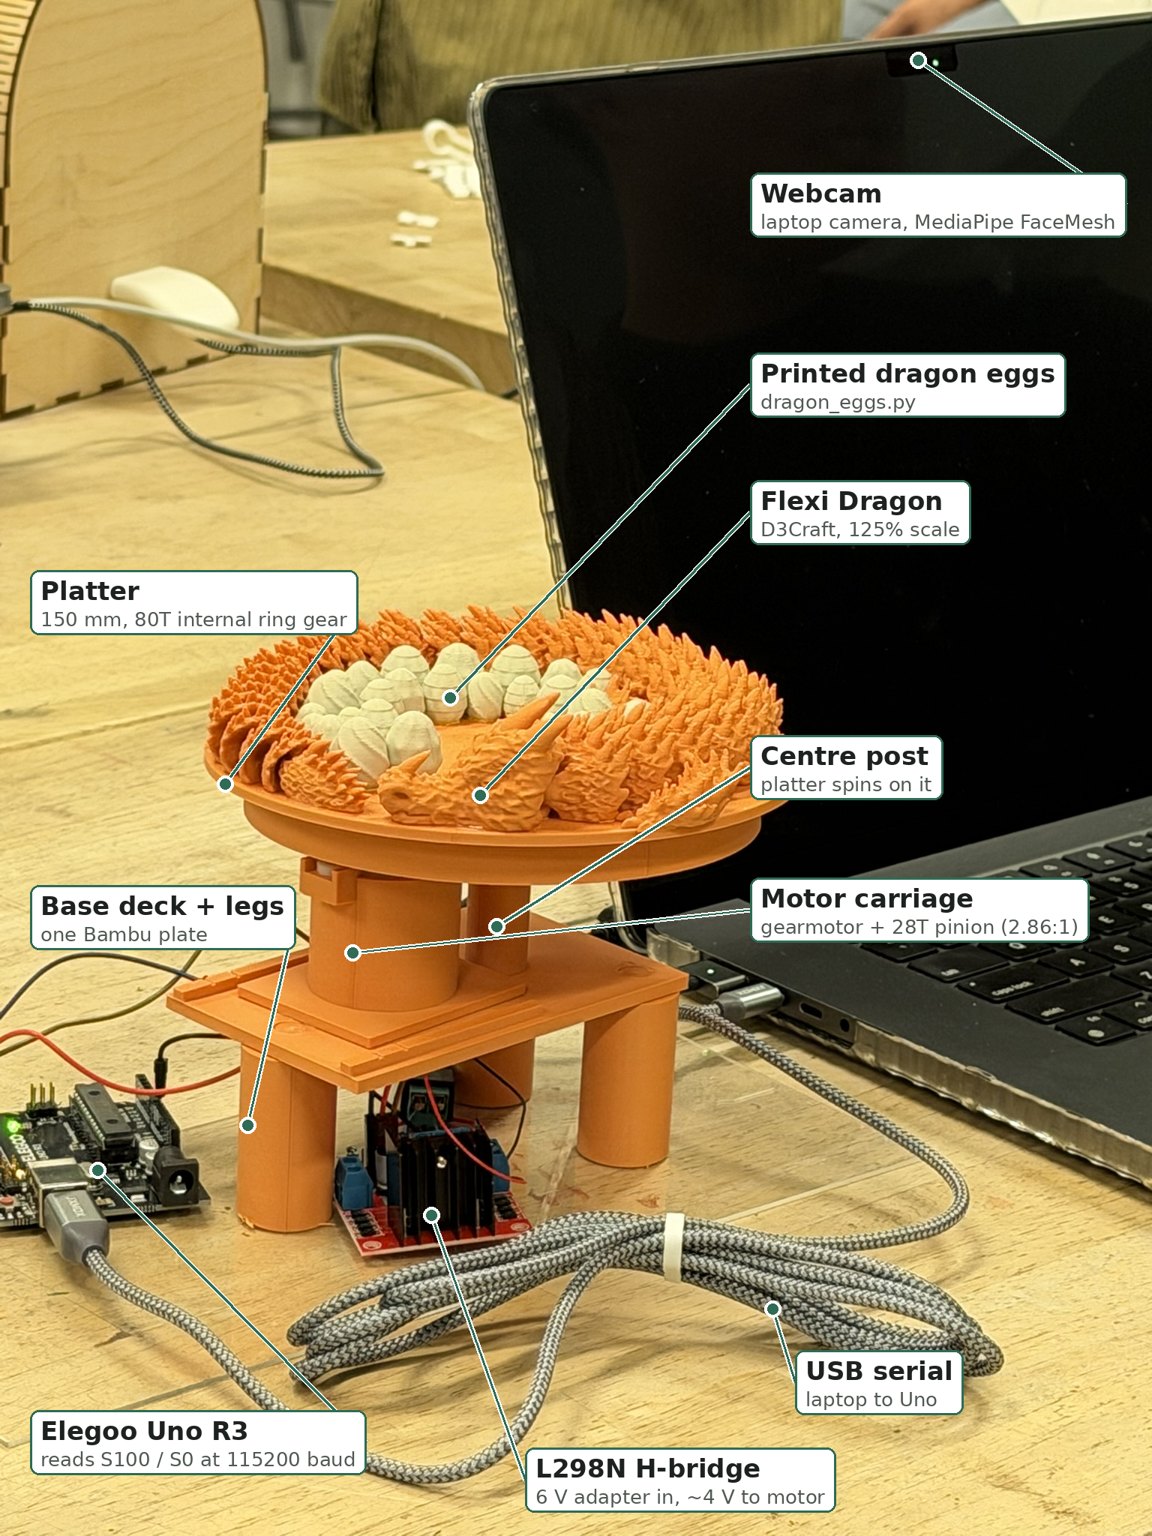 Webcam
laptop camera, MediaPipe FaceMesh
Printed dragon eggs
dragon_eggs.py
Flexi Dragon
D3Craft, 125% scale
Platter
150 mm, 80T internal ring gear
Centre post
platter spins on it
Base deck + legs
one Bambu plate
Motor carriage
gearmotor + 28T pinion (2.86:1)
USB serial
laptop to Uno
Elegoo Uno R3
reads S100 / S0 at 115200 baud
L298N H-bridge
6 V adapter in, ~4 V to motor